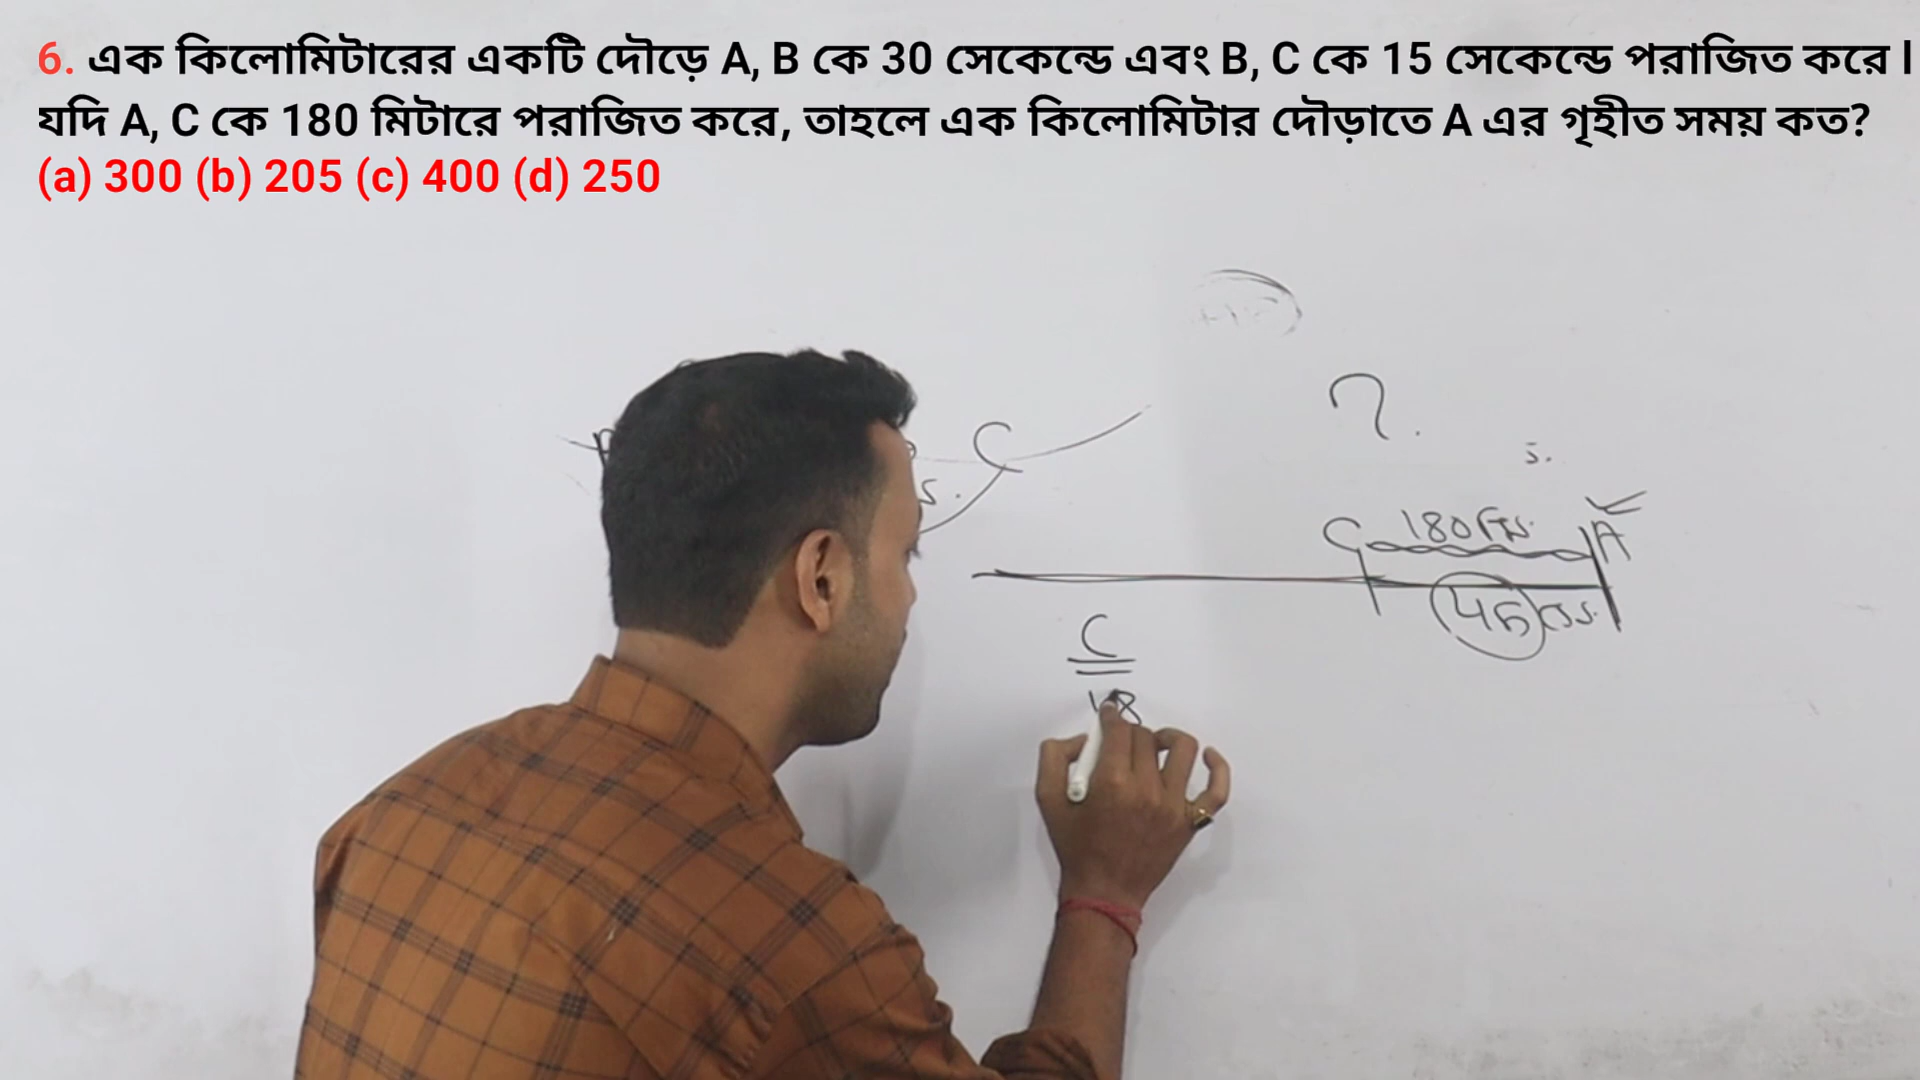 6. এক কিলোমিটারের একটি দৌড়ে A, B কে 30 সেকেন্ডে এবং B, C কে 15 সেকেন্ডে পরাজিত করে।
যদি A, C কে 180 মিটারে পরাজিত করে, তাহলে এক কিলোমিটার দৌড়াতে A এর গৃহীত সময় কত?
(a) 300 (b) 205 (c) 400 (d) 250
?
C
s.
s.
C 180 মি. A
45 সে.
C
18